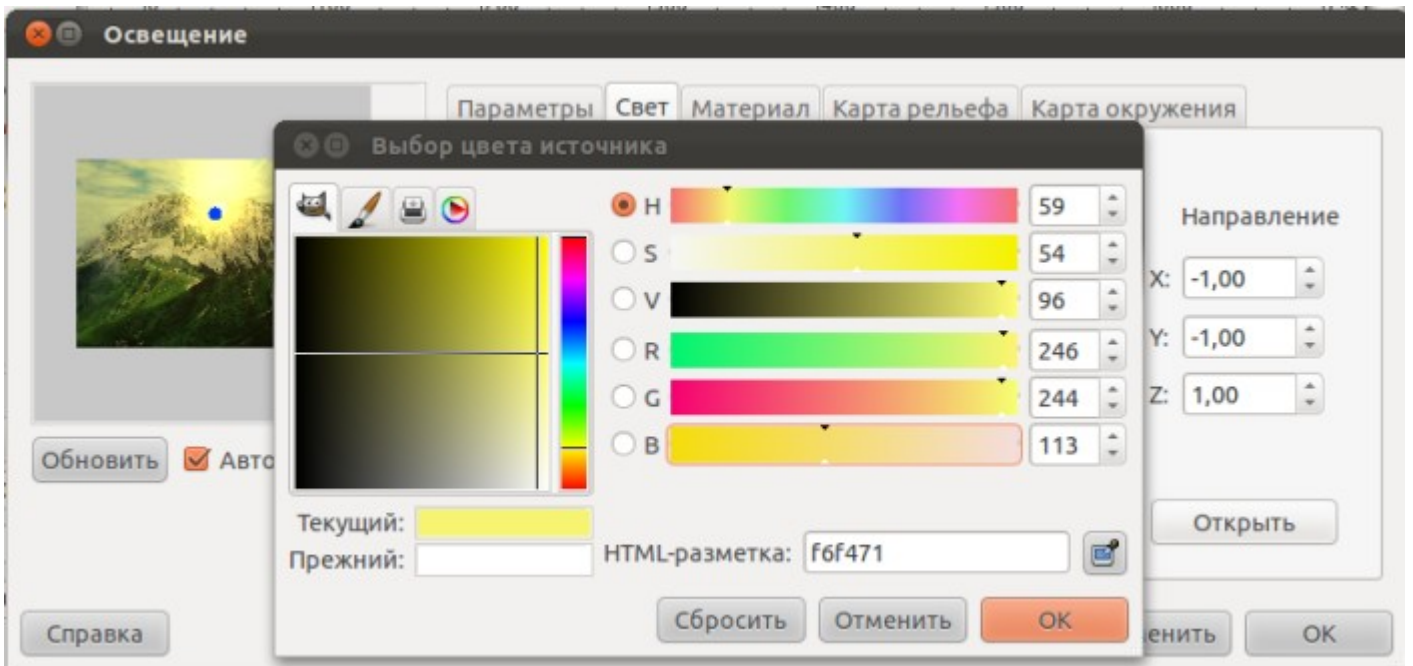 Освещение
Параметры Свет Материал Карта рельефа Карта окружения
Выбор цвета источника
H 59
S 54
V 96
R 246
G 244
B 113
Направление
X: -1,00
Y: -1,00
Z: 1,00
Обновить Авто
Текущий:
Прежний:
HTML-разметка: f6f471
Открыть
Сбросить Отменить OK
Справка
енить OK